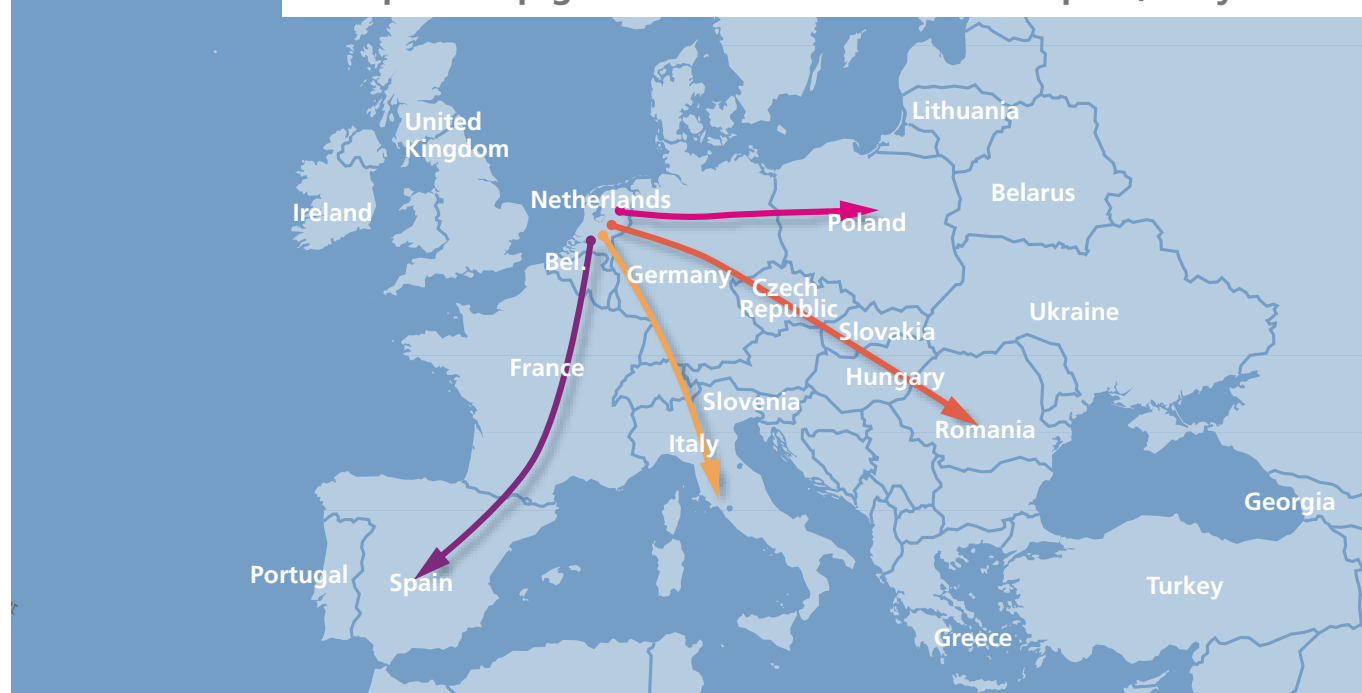 United
Kingdom
Lithuania
Belarus
Netherlands
Ireland
Poland
Bel.
Germany
Czech
Republic
Ukraine
Slovakia
France
Hungary
Slovenia
Romania
Italy
Georgia
Portugal
Spain
Turkey
Greece